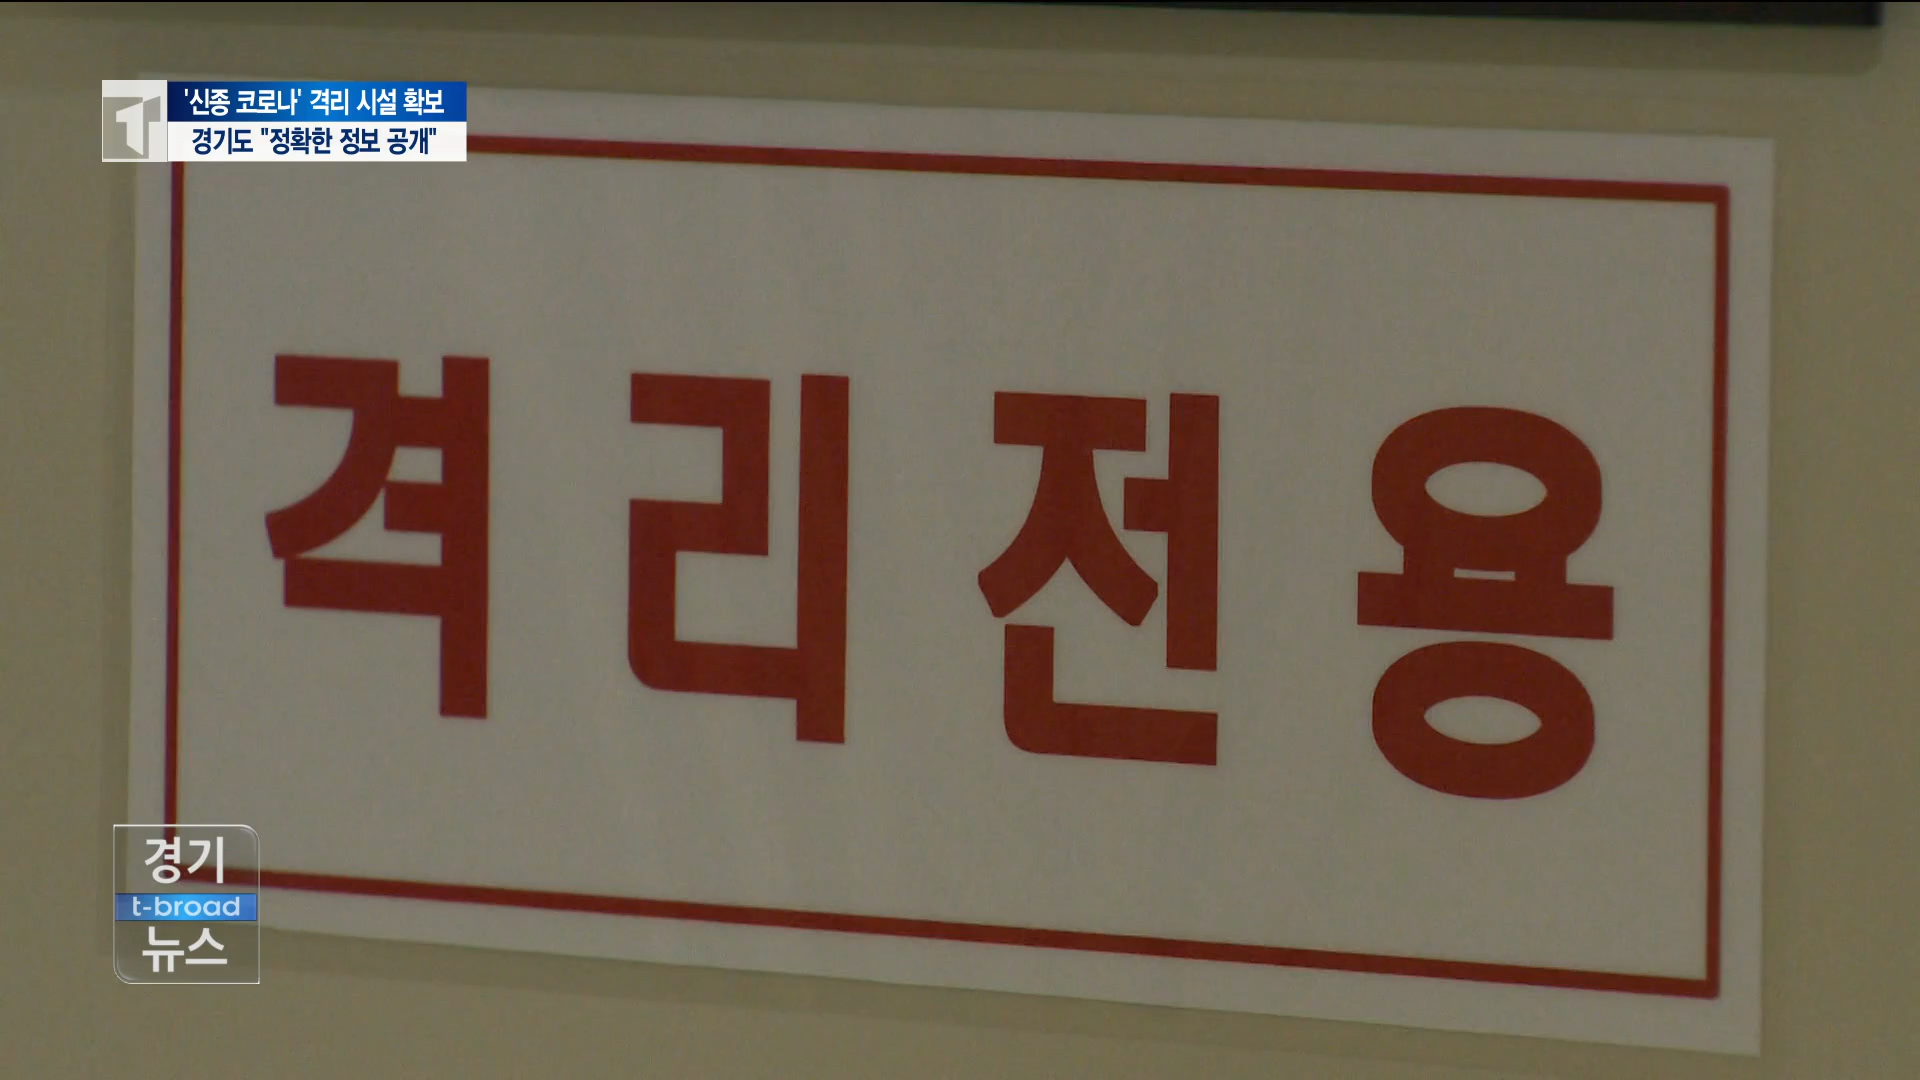 '신종 코로나' 격리 시설 확보
경기도 "정확한 정보 공개"
격리전용
경기
t-broad
뉴스